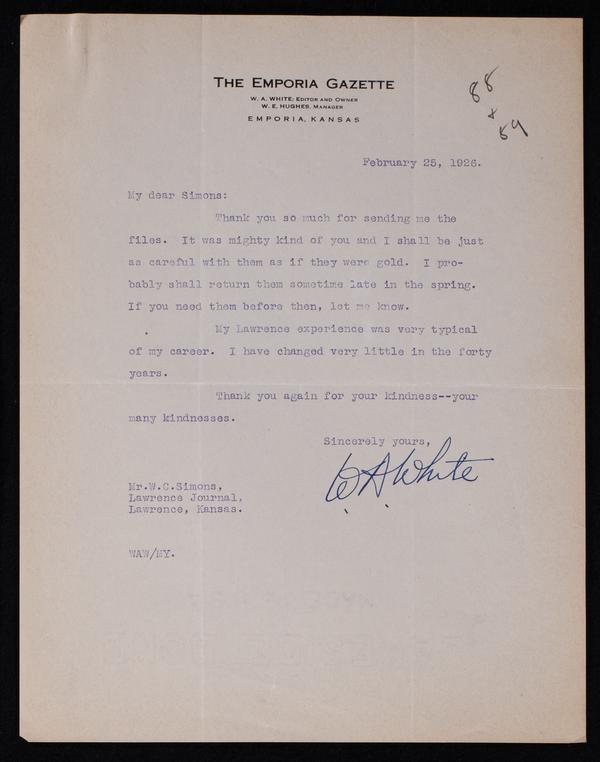 THE EMPORIA GAZETTE
W. A. WHITE; EDITOR AND OWNER
W. E. HUGHES, MANAGER
EMPORIA, KANSAS
88
&
89
February 25, 1926.
My dear Simons:
Thank you so much for sending me the
files. It was mighty kind of you and I shall be just
as careful with them as if they were gold. I pro-
bably shall return them sometime late in the spring.
If you need them before then, let me know.
My Lawrence experience was very typical
of my career. I have changed very little in the forty
years.
Thank you again for your kindness--your
many kindnesses.
Sincerely yours,
W A White
Mr.W.C.Simons,
Lawrence Journal,
Lawrence, Kansas.
WAW/MY.